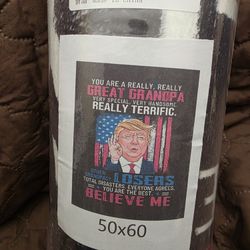 YOU ARE A REALLY, REALLY
GREAT GRANDPA
VERY SPECIAL, VERY HANDSOME,
REALLY TERRIFIC.
OTHER
LOSERS
TOTAL DISASTERS. EVERYONE AGREES.
YOU ARE THE BEST.
BELIEVE ME
50x60